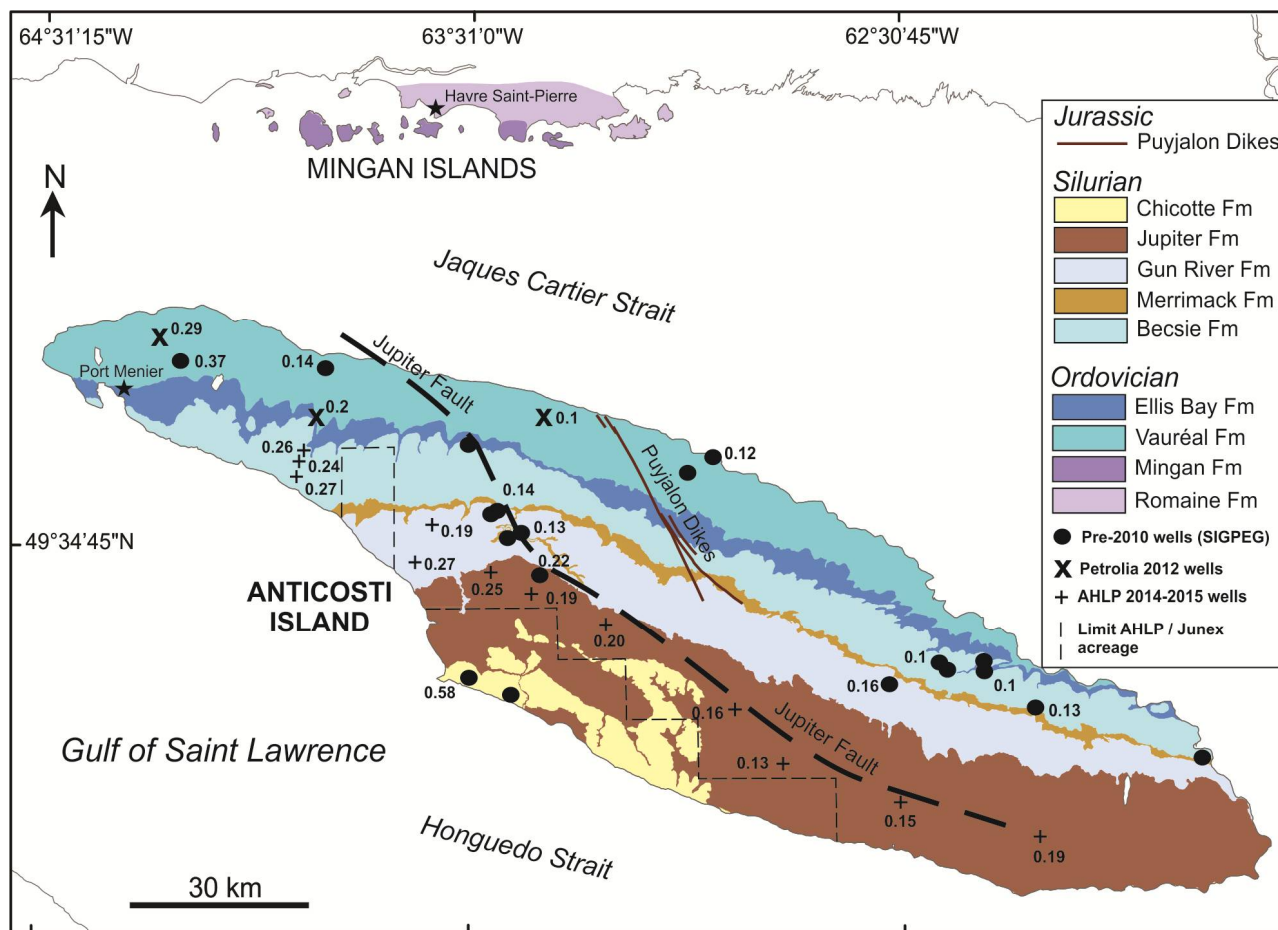 64°31'15"W
63°31'0"W
62°30'45"W
Havre Saint-Pierre
MINGAN ISLANDS
N
Jaques Cartier Strait
Jurassic
Puyjalon Dikes
Silurian
Chicotte Fm
Jupiter Fm
Gun River Fm
Merrimack Fm
Becsie Fm
Ordovician
Ellis Bay Fm
Vauréal Fm
Mingan Fm
Romaine Fm
Pre-2010 wells (SIGPEG)
X Petrolia 2012 wells
+ AHLP 2014-2015 wells
Limit AHLP / Junex
acreage
X 0.29
0.37
Port Menier
0.14
Jupiter Fault
X 0.2
X 0.1
0.12
0.26 +
+ 0.24
+ 0.27
Puyjalon Dikes
0.14
+ 0.19
0.13
49°34'45"N
+ 0.27
0.22
+ 0.25
+ 0.19
ANTICOSTI
ISLAND
+ 0.20
0.1
0.1
0.16
0.13
0.58
0.16 +
Jupiter Fault
Gulf of Saint Lawrence
0.13 +
+ 0.15
+ 0.19
Honguedo Strait
30 km